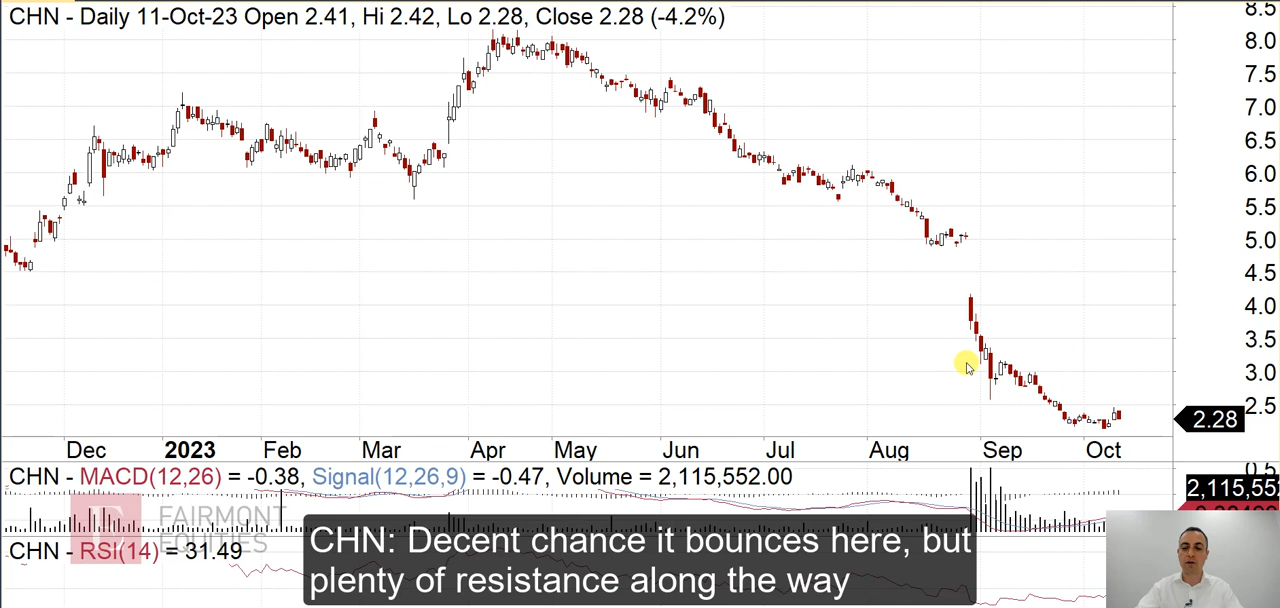 CHN - Daily 11-Oct-23 Open 2.41, Hi 2.42, Lo 2.28, Close 2.28 (-4.2%)
8.5
8.0
7.5
7.0
6.5
6.0
5.5
5.0
4.5
4.0
3.5
3.0
2.5
2.28
Dec 2023 Feb Mar Apr May Jun Jul Aug Sep Oct
CHN - MACD(12,26) = -0.38, Signal(12,26,9) = -0.47, Volume = 2,115,552.00
0.5
2,115,552
FAIRMONT
EQUITIES
CHN - RSI(14) = 31.49
CHN: Decent chance it bounces here, but
plenty of resistance along the way